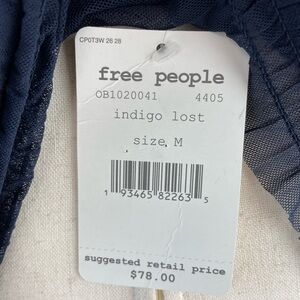 CP0T3W 26 28
free people
OB1020041 4405
indigo lost
size M
1 93465 82263 5
suggested retail price
$78.00